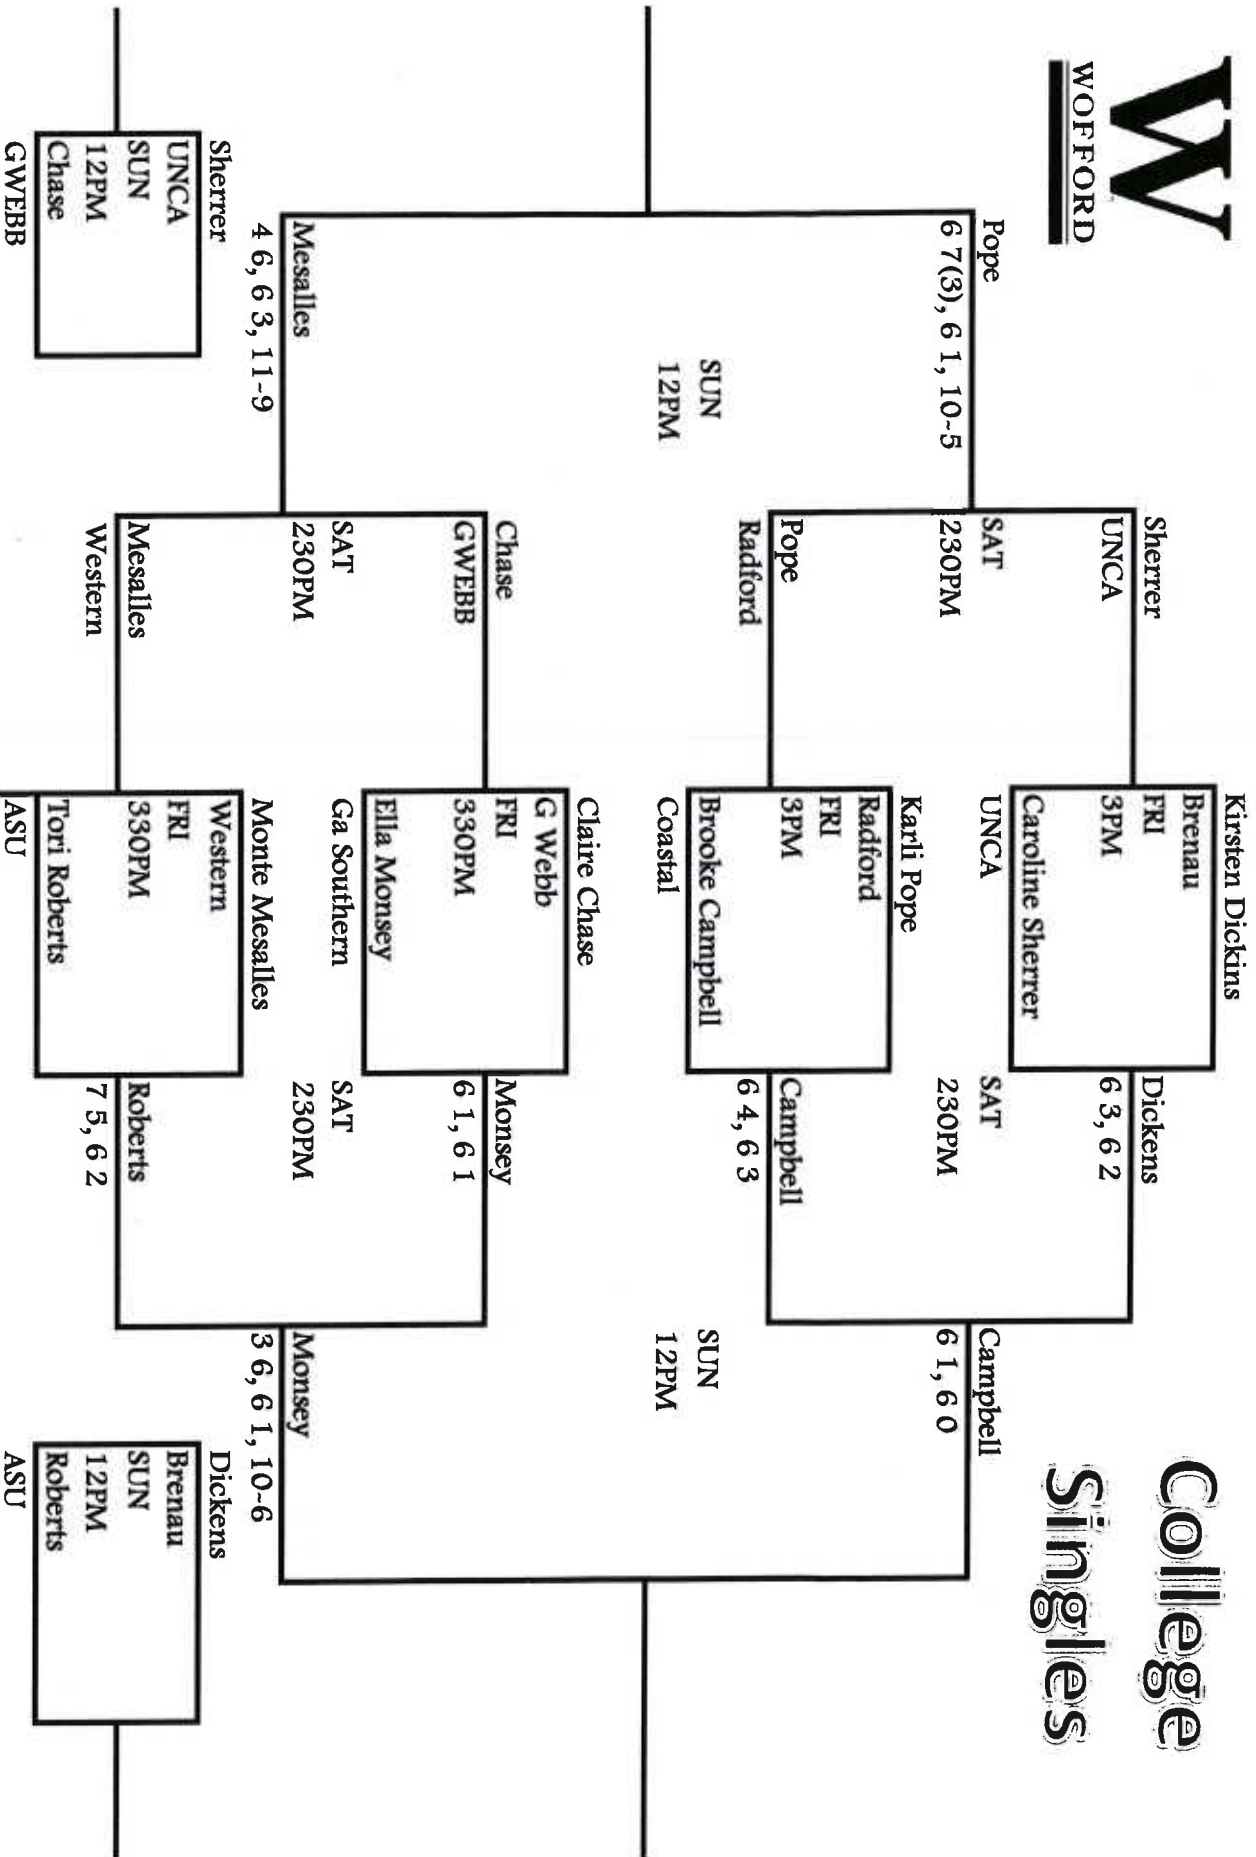 W
WOFFORD
College
Singles
Kirsten Dickins
Brenau
FRI
3PM
Caroline Sherrer
UNCA
Karli Pope
Radford
FRI
3PM
Brooke Campbell
Coastal
Claire Chase
G Webb
FRI
330PM
Ella Monsey
Ga Southern
Monte Mesalles
Western
FRI
330PM
Tori Roberts
ASU
Sherrer
UNCA
SAT
230PM
Pope
Radford
Chase
GWEBB
SAT
230PM
Mesalles
Western
Pope
6 7(3), 6 1, 10-5
SUN
12PM
Mesalles
4 6, 6 3, 11-9
Sherrer
UNCA
SUN
12PM
Chase
GWEBB
Dickens
6 3, 6 2
SAT
230PM
Campbell
6 4, 6 3
Monsey
6 1, 6 1
SAT
230PM
Roberts
7 5, 6 2
Campbell
6 1, 6 0
SUN
12PM
Monsey
3 6, 6 1, 10-6
Dickens
Brenau
SUN
12PM
Roberts
ASU